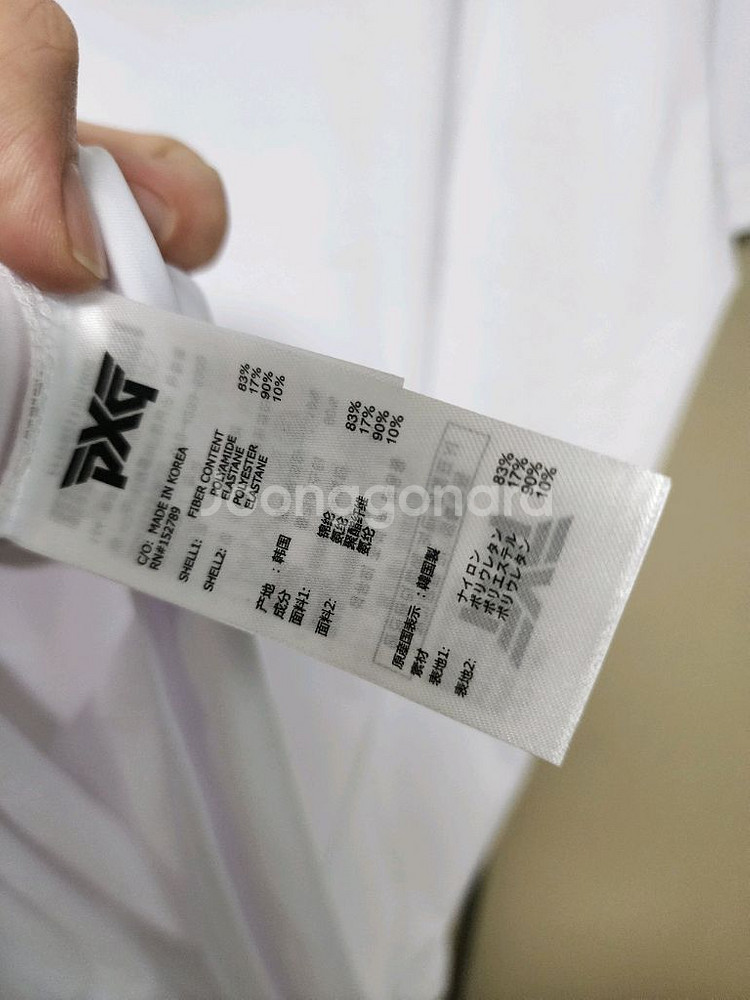 PXG
C/O: MADE IN KOREA
RN#152789
FIBER CONTENT
SHELL1: POLYAMIDE 83%
ELASTANE 17%
SHELL2: POLYESTER 90%
ELASTANE 10%
产地 : 韩国
成分
面料1: 锦纶 83%
氨纶 17%
面料2: 聚酯纤维 90%
氨纶 10%
原産国表示 : 韓国製
素材
表地1: ナイロン 83%
ポリウレタン 17%
表地2: ポリエステル 90%
ポリウレタン 10%
Joonggonara